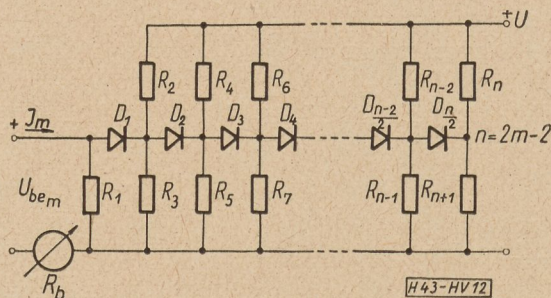 + U
R2 R4 R6 Rn-2 Rn
+ Jm D1 D2 D3 D4 Dn-2/2 Dn/2 n=2m-2
Ubem R1 R3 R5 R7 Rn-1 Rn+1
Rb
H43-HV12